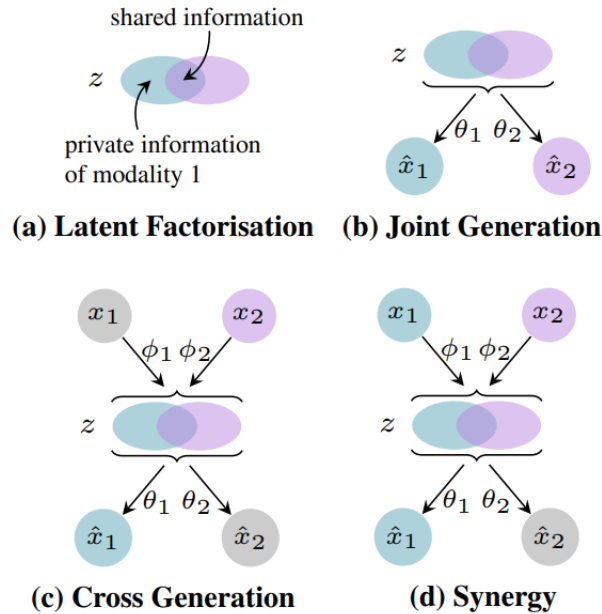 shared information
z
private information
of modality 1
(a) Latent Factorisation
z
θ₁ θ₂
x̂₁ x̂₂
(b) Joint Generation
x₁ x₂
ϕ₁ ϕ₂
z
θ₁ θ₂
x̂₁ x̂₂
(c) Cross Generation
x₁ x₂
ϕ₁ ϕ₂
z
θ₁ θ₂
x̂₁ x̂₂
(d) Synergy